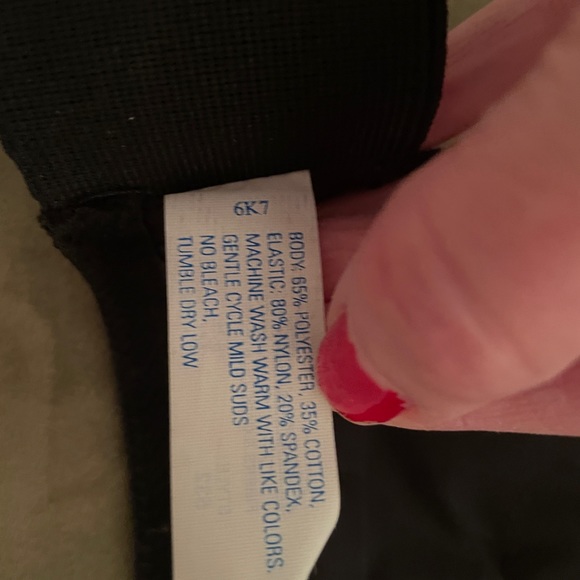 6K7
BODY: 65% POLYESTER, 35% COTTON,
ELASTIC: 80% NYLON, 20% SPANDEX,
MACHINE WASH WARM WITH LIKE COLORS.
GENTLE CYCLE MILD SUDS
NO BLEACH,
TUMBLE DRY LOW